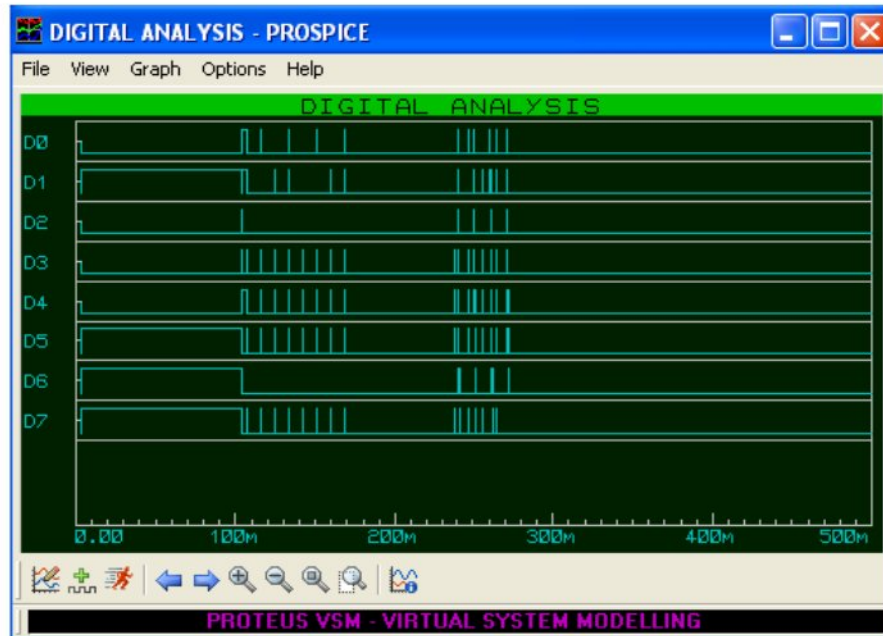 DIGITAL ANALYSIS - PROSPICE
File View Graph Options Help
DIGITAL ANALYSIS
D0
D1
D2
D3
D4
D5
D6
D7
0.00 100m 200m 300m 400m 500m
PROTEUS VSM - VIRTUAL SYSTEM MODELLING